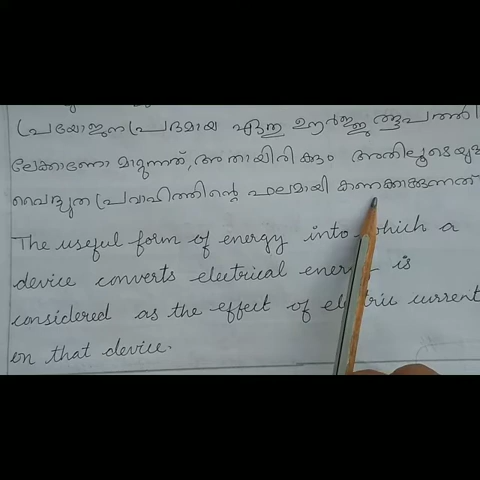 പ്രയോജനപ്രദമായ ഏതു ഊർജ്ജ രൂപത്തി
ലേക്കാണോ മാറ്റുന്നത്, അതായിരിക്കും അതിലൂടെയുള്ള
വൈദ്യുത പ്രവാഹത്തിന്റെ ഫലമായി കണക്കാക്കുന്നത്
The useful form of energy into which a
device converts electrical energy is
considered as the effect of electric current
on that device.